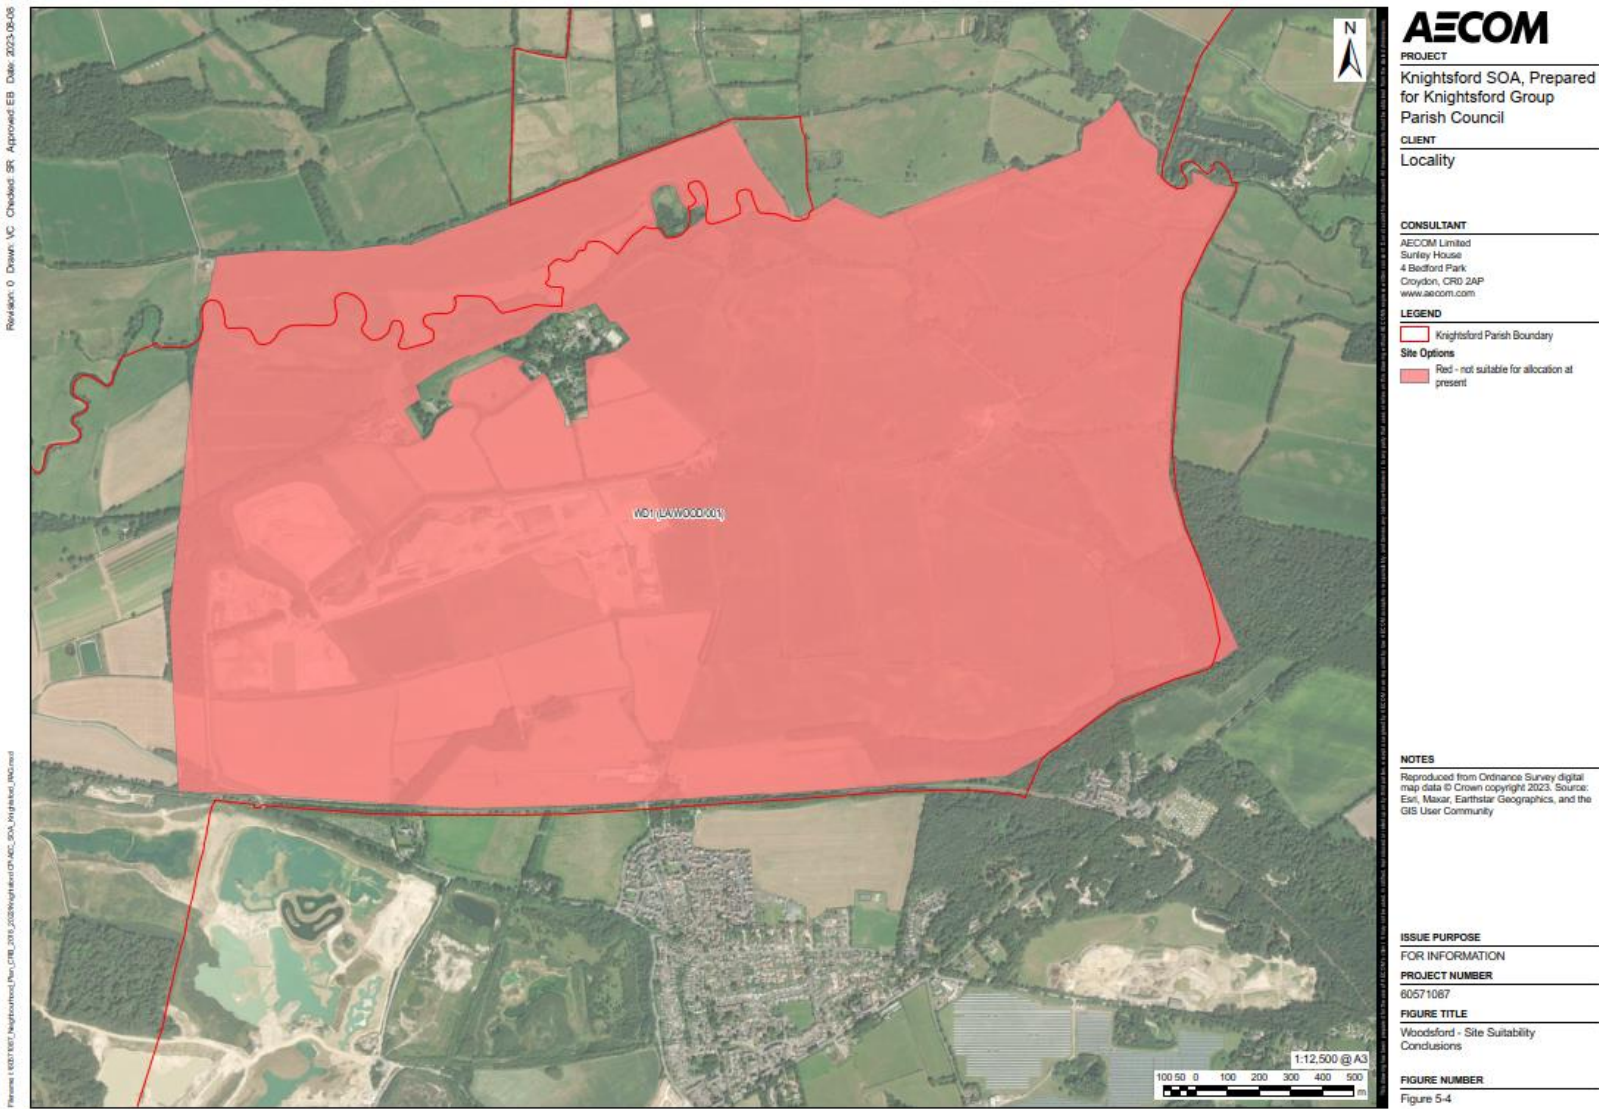 Revision: 0 Drawn: VC Checked: SR Approved: EB Date: 2023-08-08
N
WD1 (LA/WOOD/001)
1:12,500 @ A3
100 50 0 100 200 300 400 500
m
AECOM
PROJECT
Knightsford SOA, Prepared
for Knightsford Group
Parish Council
CLIENT
Locality
CONSULTANT
AECOM Limited
Sunley House
4 Bedford Park
Croydon, CR0 2AP
www.aecom.com
LEGEND
Knightsford Parish Boundary
Site Options
Red - not suitable for allocation at
present
NOTES
Reproduced from Ordnance Survey digital
map data © Crown copyright 2023. Source:
Esri, Maxar, Earthstar Geographics, and the
GIS User Community
ISSUE PURPOSE
FOR INFORMATION
PROJECT NUMBER
60571087
FIGURE TITLE
Woodsford - Site Suitability
Conclusions
FIGURE NUMBER
Figure 5-4